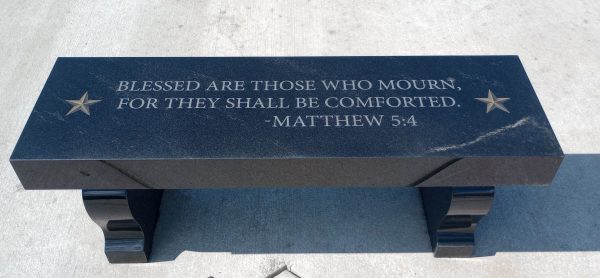 BLESSED ARE THOSE WHO MOURN,
FOR THEY SHALL BE COMFORTED.
-MATTHEW 5:4